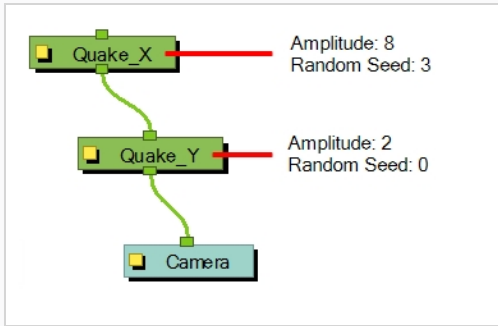 Quake_X
Amplitude: 8
Random Seed: 3
Quake_Y
Amplitude: 2
Random Seed: 0
Camera